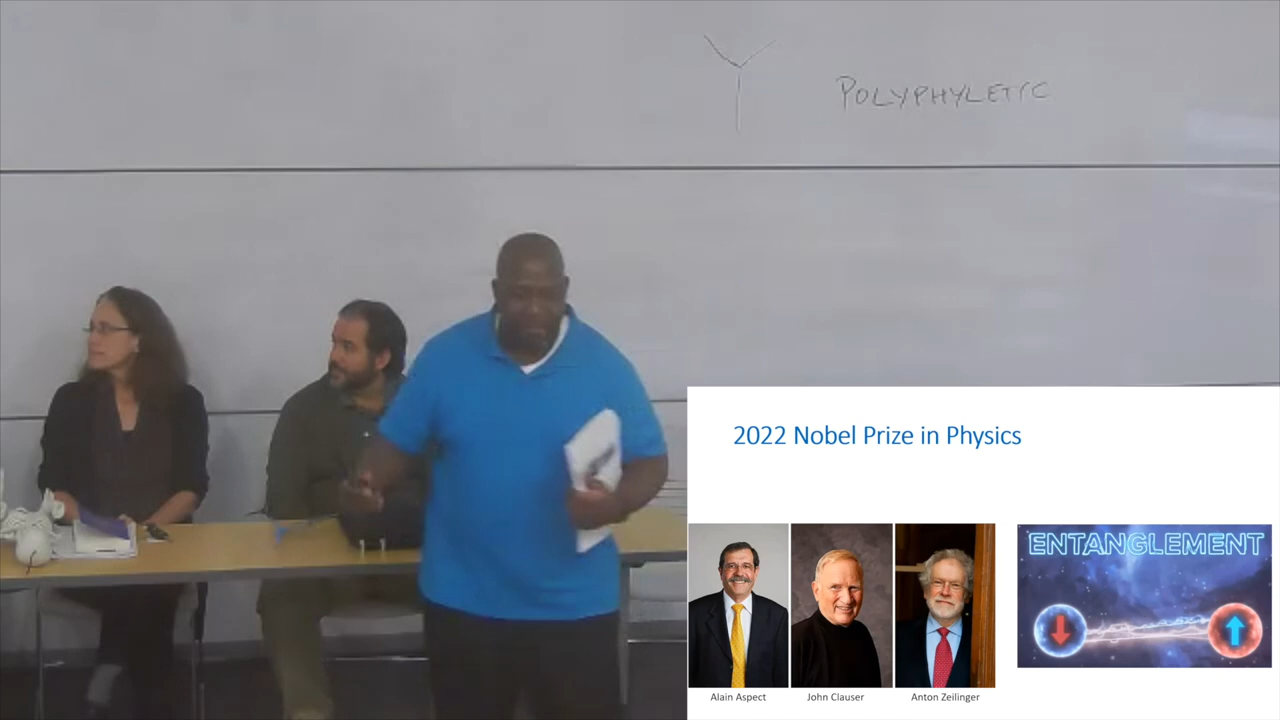 POLYPHYLETIC
2022 Nobel Prize in Physics
ENTANGLEMENT
Alain Aspect
John Clauser
Anton Zeilinger